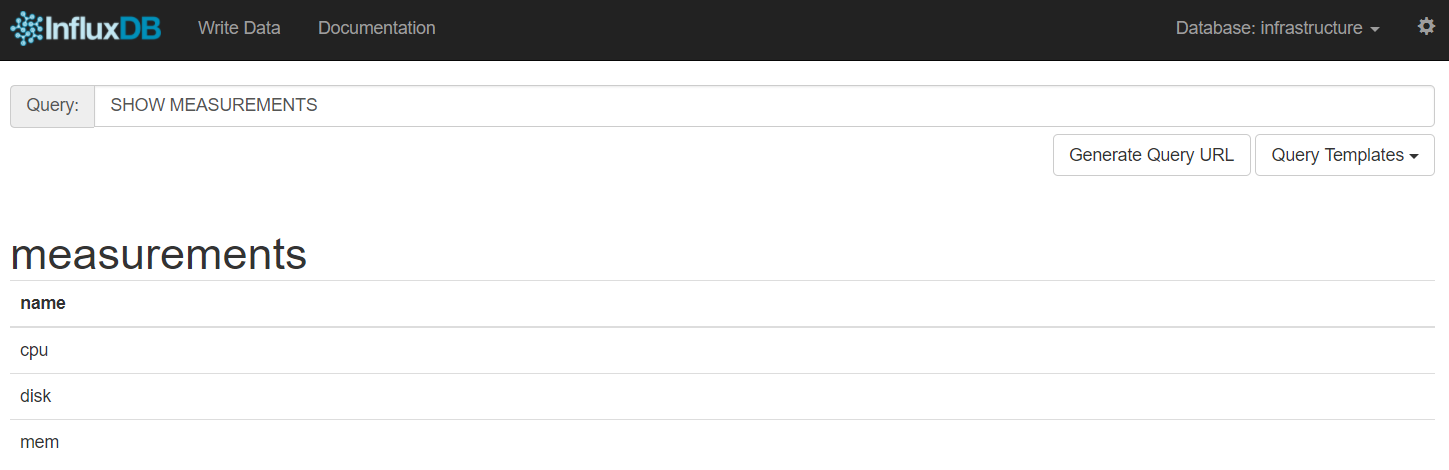 InfluxDB Write Data Documentation Database: infrastructure
Query: SHOW MEASUREMENTS
Generate Query URL Query Templates
measurements
name
cpu
disk
mem